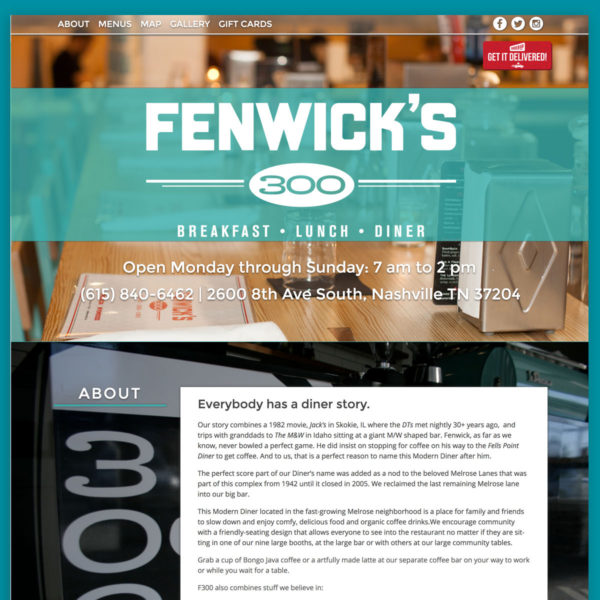 ABOUT MENUS MAP GALLERY GIFT CARDS
GET IT DELIVERED!
FENWICK'S
300
BREAKFAST • LUNCH • DINER
Open Monday through Sunday: 7 am to 2 pm
(615) 840-6462 | 2600 8th Ave South, Nashville TN 37204
FENWICK'S
ABOUT
300
Everybody has a diner story.
Our story combines a 1982 movie, Jack's in Skokie, IL where the DTs met nightly 30+ years ago, and
trips with granddads to The M&W in Idaho sitting at a giant M/W shaped bar. Fenwick, as far as we
know, never bowled a perfect game. He did insist on stopping for coffee on his way to the Fells Point
Diner to get coffee. And to us, that is a perfect reason to name this Modern Diner after him.
The perfect score part of our Diner's name was added as a nod to the beloved Melrose Lanes that was
part of this complex from 1942 until it closed in 2005. We reclaimed the last remaining Melrose lane
into our big bar.
This Modern Diner located in the fast-growing Melrose neighborhood is a place for family and friends
to slow down and enjoy comfy, delicious food and organic coffee drinks.We encourage community
with a friendly-seating design that allows everyone to see into the restaurant no matter if they are sit-
ting in one of our nine large booths, at the large bar or with others at our large community tables.
Grab a cup of Bongo Java coffee or a artfully made latte at our separate coffee bar on your way to work
or while you wait for a table.
F300 also combines stuff we believe in: